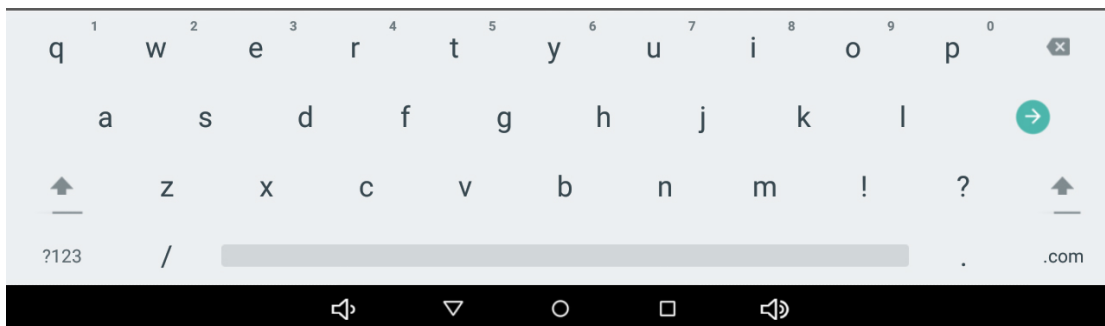 1 2 3 4 5 6 7 8 9 0
q w e r t y u i o p
a s d f g h j k l
z x c v b n m ! ?
?123 / . .com